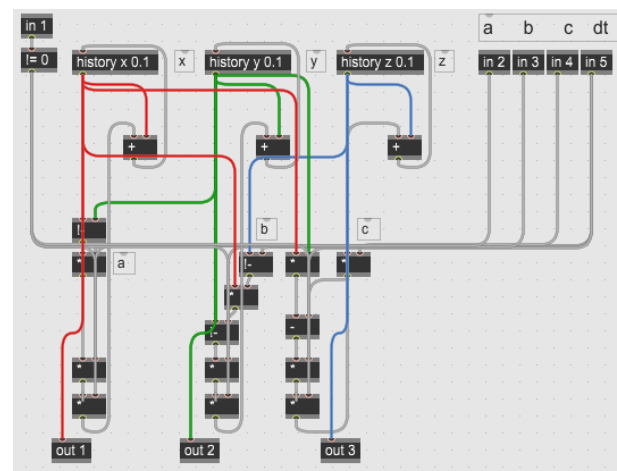 in 1
a b c dt
!= 0
history x 0.1 x
history y 0.1 y
history z 0.1 z
in 2 in 3 in 4 in 5
+ + +
b c
!-
* a !- * *
*
!- -
* * *
* * *
out 1 out 2 out 3